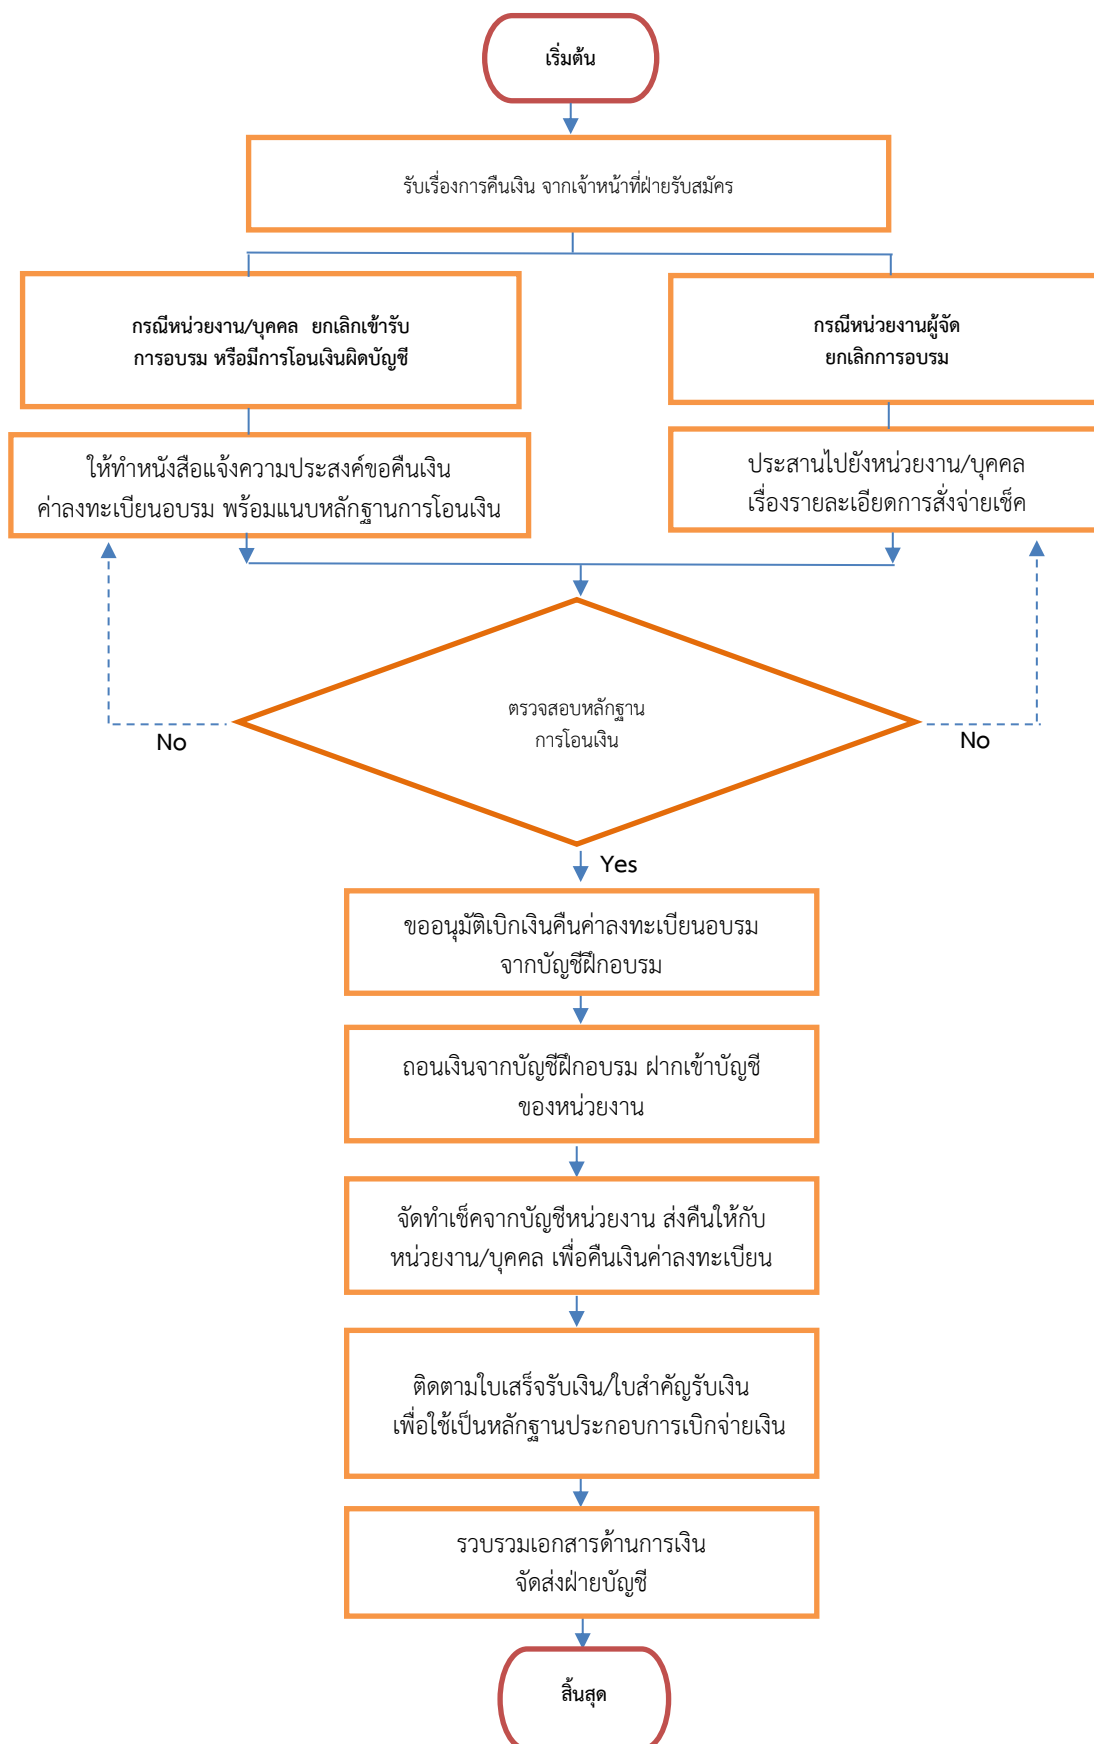 เริ่มต้น
รับเรื่องการคืนเงิน จากเจ้าหน้าที่ฝ่ายรับสมัคร
กรณีหน่วยงาน/บุคคล ยกเลิกเข้ารับ
การอบรม หรือมีการโอนเงินผิดบัญชี
กรณีหน่วยงานผู้จัด
ยกเลิกการอบรม
ให้ทำหนังสือแจ้งความประสงค์ขอคืนเงิน
ค่าลงทะเบียนอบรม พร้อมแนบหลักฐานการโอนเงิน
ประสานไปยังหน่วยงาน/บุคคล
เรื่องรายละเอียดการสั่งจ่ายเช็ค
ตรวจสอบหลักฐาน
การโอนเงิน
No
No
Yes
ขออนุมัติเบิกเงินคืนค่าลงทะเบียนอบรม
จากบัญชีฝึกอบรม
ถอนเงินจากบัญชีฝึกอบรม ฝากเข้าบัญชี
ของหน่วยงาน
จัดทำเช็คจากบัญชีหน่วยงาน ส่งคืนให้กับ
หน่วยงาน/บุคคล เพื่อคืนเงินค่าลงทะเบียน
ติดตามใบเสร็จรับเงิน/ใบสำคัญรับเงิน
เพื่อใช้เป็นหลักฐานประกอบการเบิกจ่ายเงิน
รวบรวมเอกสารด้านการเงิน
จัดส่งฝ่ายบัญชี
สิ้นสุด